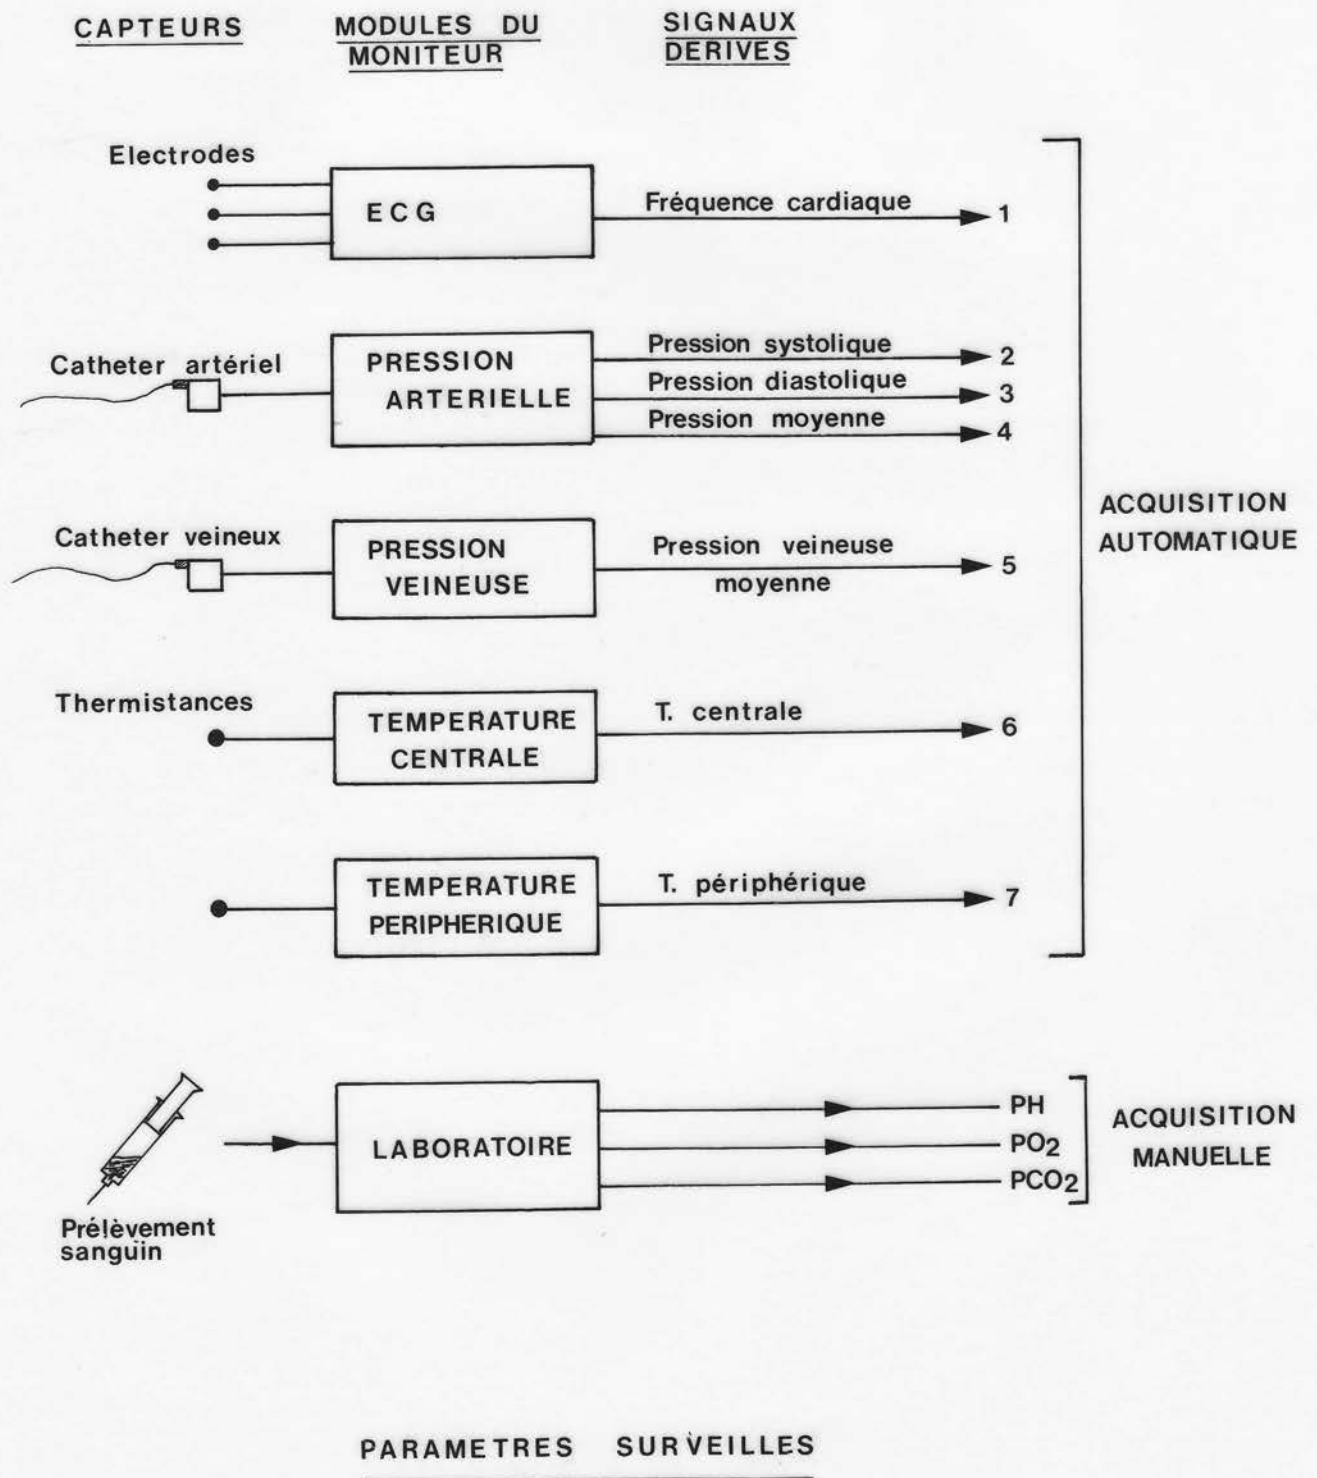 CAPTEURS
MODULES DU
MONITEUR
SIGNAUX
DERIVES
Electrodes
ECG
Fréquence cardiaque
1
Catheter artériel
PRESSION
ARTERIELLE
Pression systolique
2
Pression diastolique
3
Pression moyenne
4
Catheter veineux
PRESSION
VEINEUSE
Pression veineuse
moyenne
5
Thermistances
TEMPERATURE
CENTRALE
T. centrale
6
TEMPERATURE
PERIPHERIQUE
T. périphérique
7
ACQUISITION
AUTOMATIQUE
Prélèvement
sanguin
LABORATOIRE
PH
PO2
PCO2
ACQUISITION
MANUELLE
PARAMETRES SURVEILLES